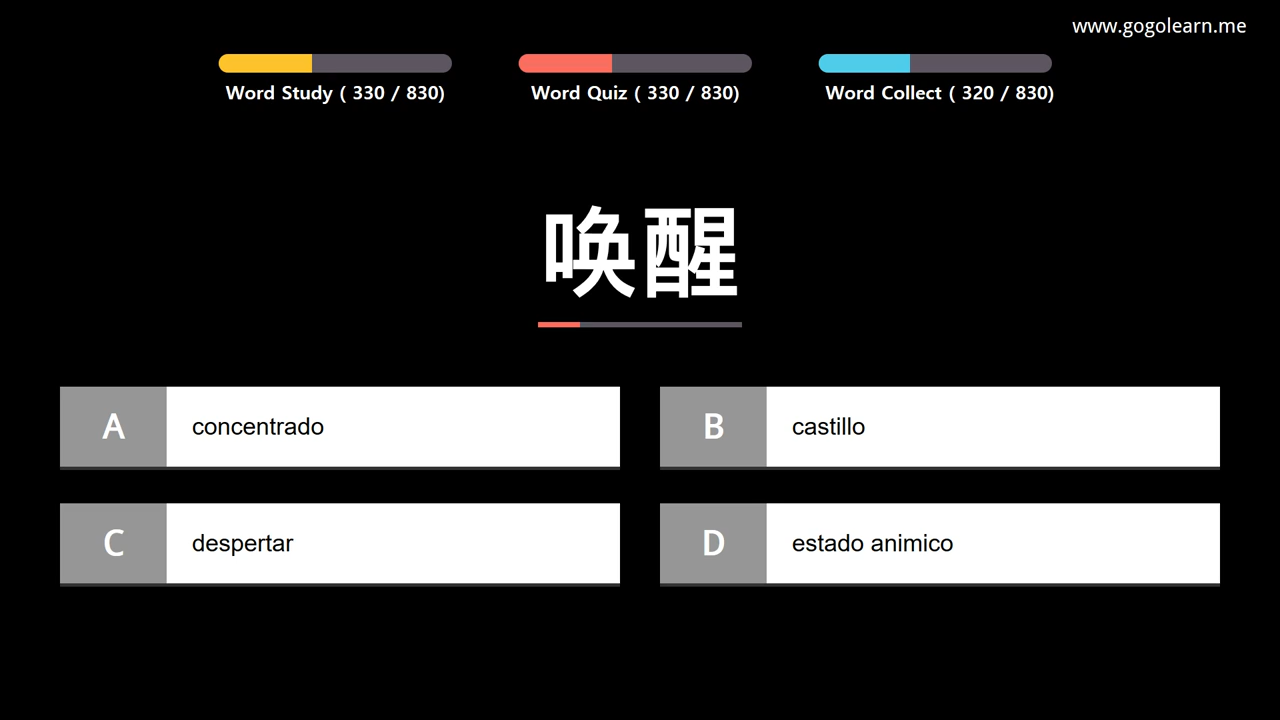 www.gogolearn.me
Word Study ( 330 / 830)
Word Quiz ( 330 / 830)
Word Collect ( 320 / 830)
唤醒
A concentrado
B castillo
C despertar
D estado animico